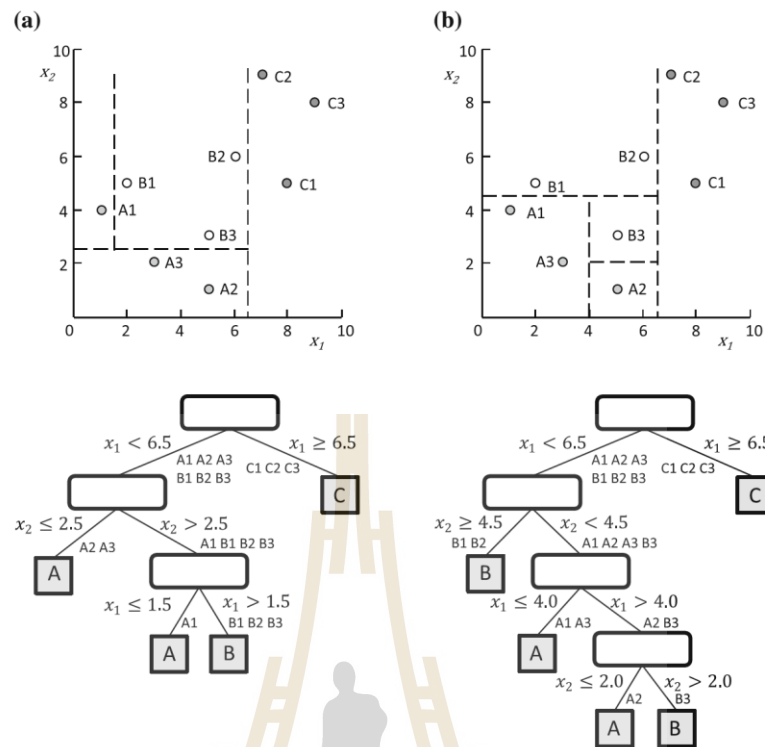 (a)
(b)
10
x2
8
6
4
2
0
2
4
6
8
10
x1
C2
C3
B2
B1
C1
A1
B3
A3
A2
10
x2
8
6
4
2
0
2
4
6
8
10
x1
C2
C3
B2
B1
C1
A1
B3
A3
A2
x1 < 6.5
x1 ≥ 6.5
A1 A2 A3
B1 B2 B3
C1 C2 C3
C
x2 ≤ 2.5
x2 > 2.5
A2 A3
A1 B1 B2 B3
A
x1 ≤ 1.5
x1 > 1.5
A1
B1 B2 B3
A
B
x1 < 6.5
x1 ≥ 6.5
A1 A2 A3
B1 B2 B3
C1 C2 C3
C
x2 ≥ 4.5
x2 < 4.5
B1 B2
A1 A2 A3 B3
B
x1 ≤ 4.0
x1 > 4.0
A1 A3
A2 B3
A
x2 ≤ 2.0
x2 > 2.0
A2
B3
A
B